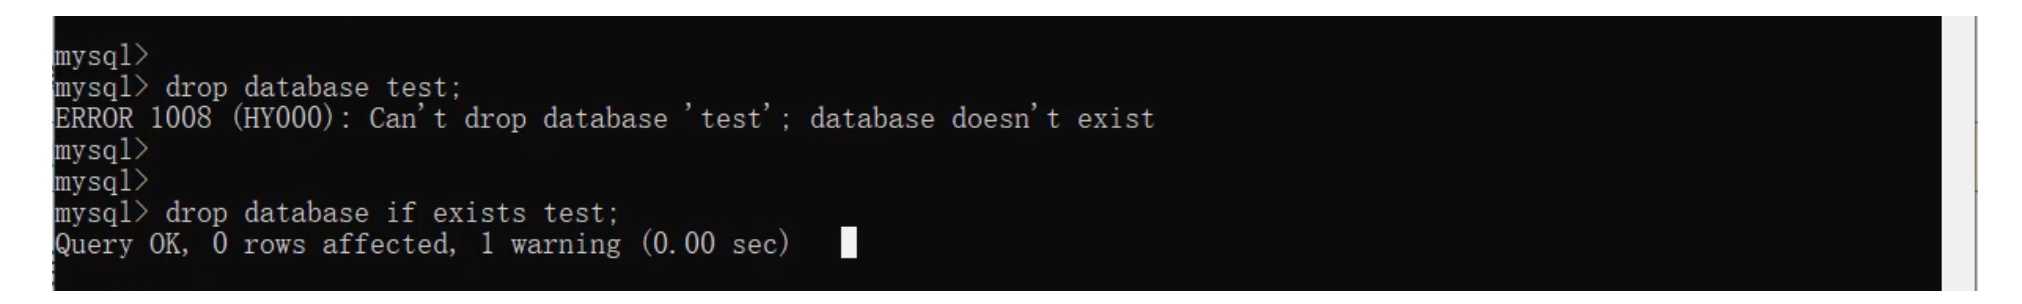 mysql>
mysql> drop database test;
ERROR 1008 (HY000): Can't drop database 'test'; database doesn't exist
mysql>
mysql>
mysql> drop database if exists test;
Query OK, 0 rows affected, 1 warning (0.00 sec)